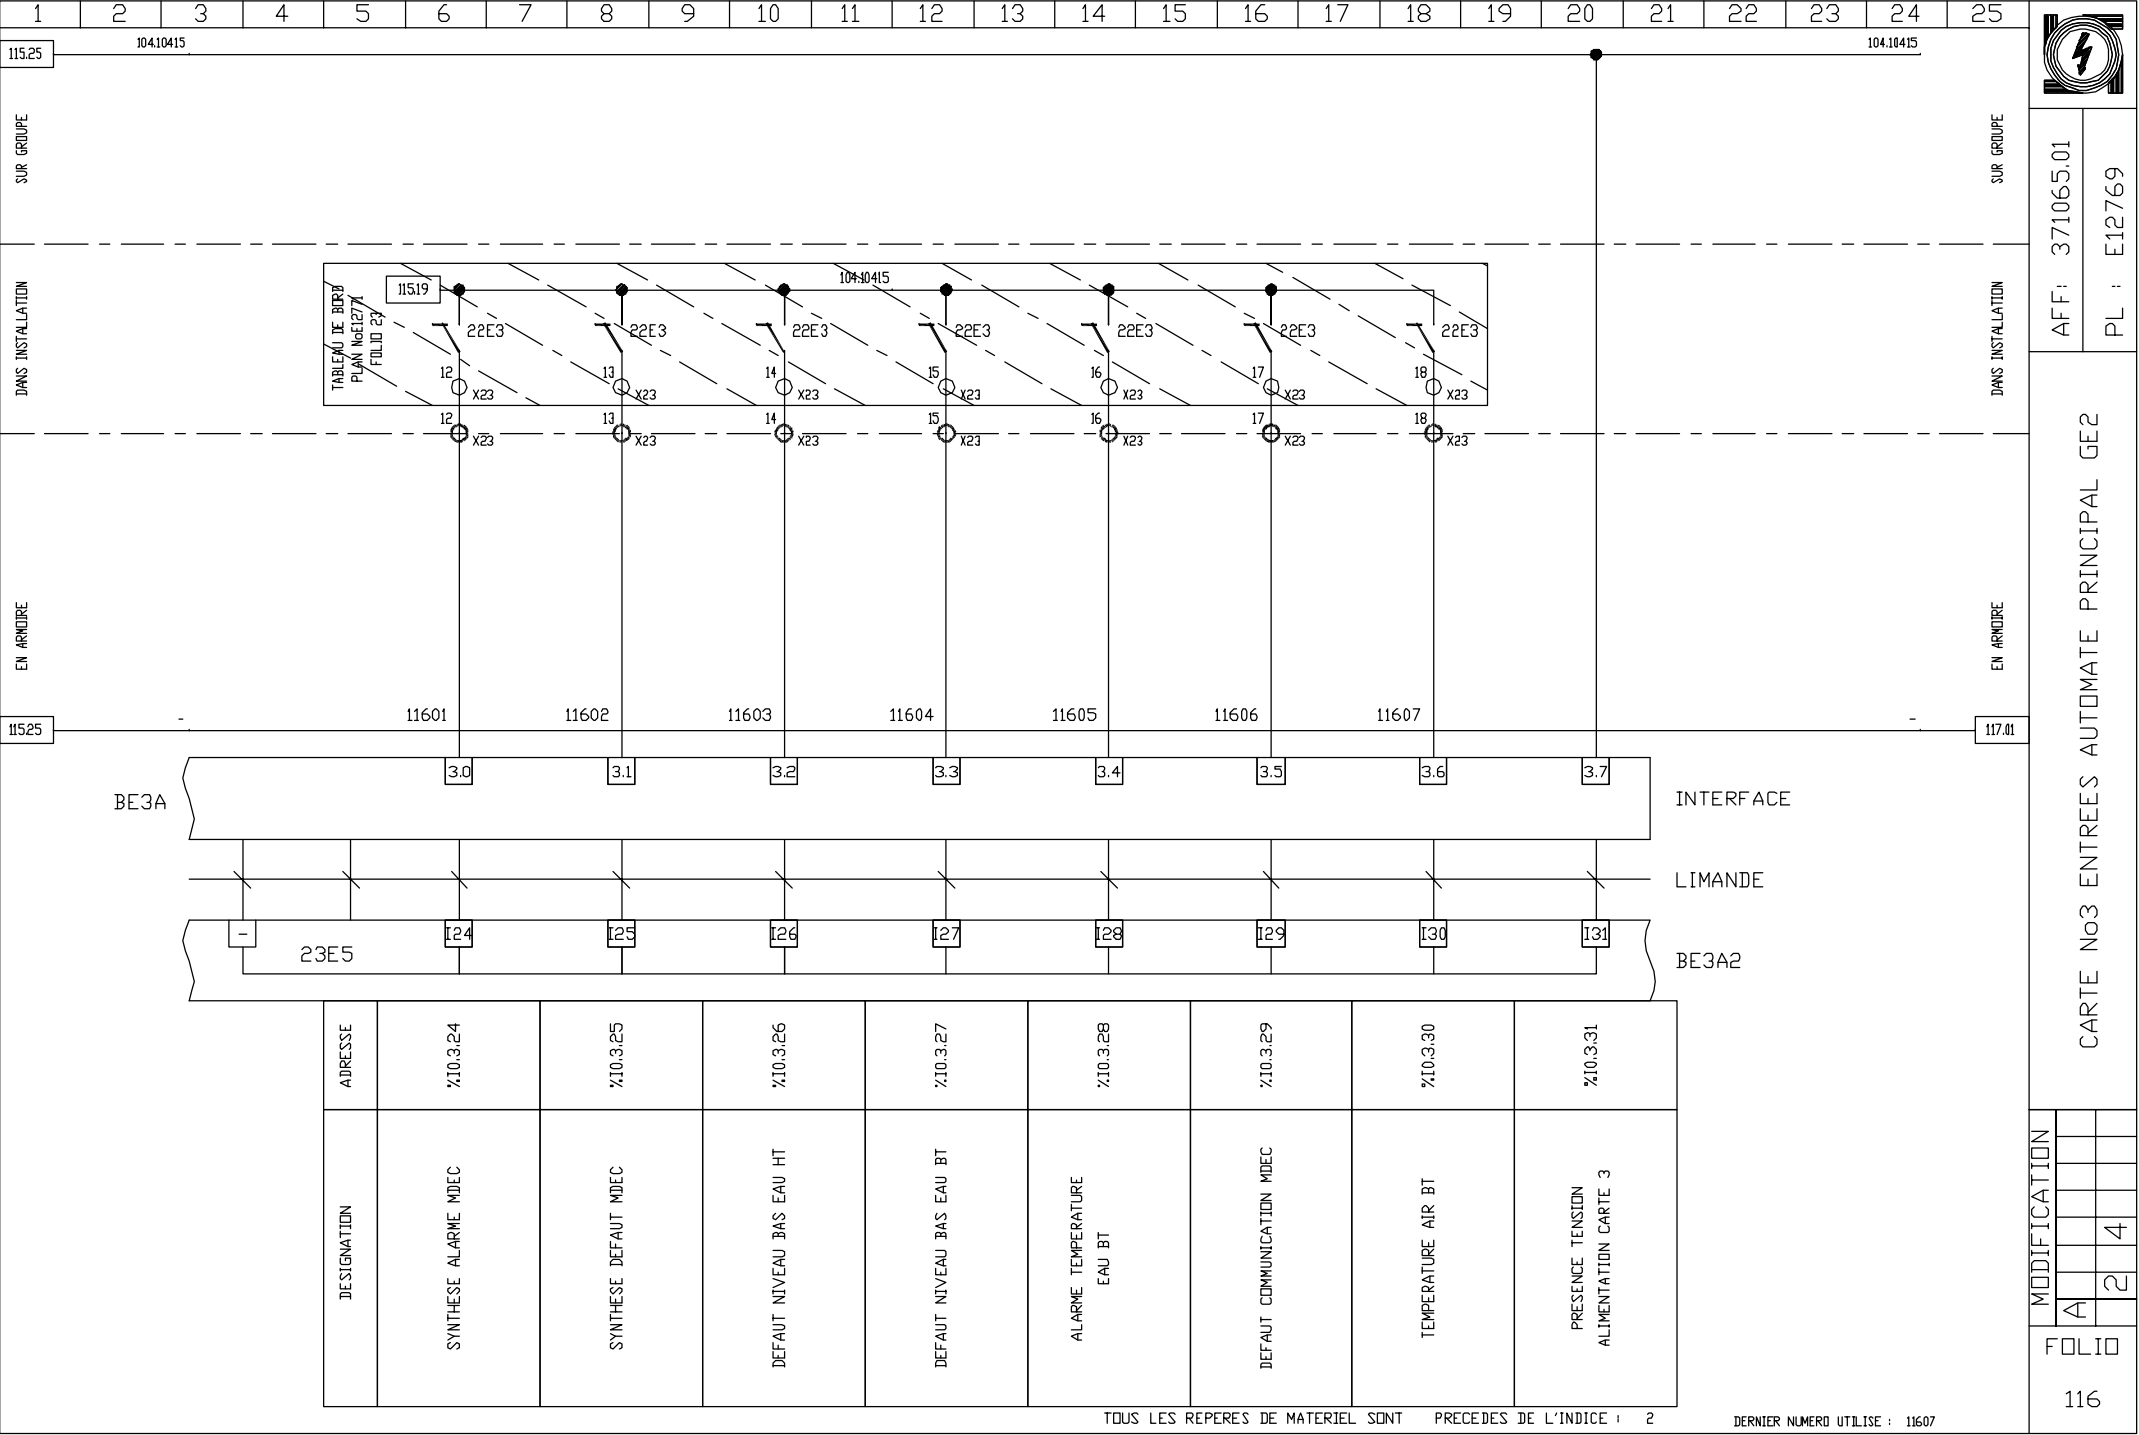 1 2 3 4 5 6 7 8 9 10 11 12 13 14 15 16 17 18 19 20 21 22 23 24 25
115.25 104.10415 104.10415
SUR GROUPE SUR GROUPE
DANS INSTALLATION DANS INSTALLATION
TABLEAU DE BORD
PLAN NoE12771
FOLIO 23
115.19 104.10415
22E3 22E3 22E3 22E3 22E3 22E3 22E3
12 13 14 15 16 17 18
X23 X23 X23 X23 X23 X23 X23
12 13 14 15 16 17 18
X23 X23 X23 X23 X23 X23 X23
EN ARMOIRE EN ARMOIRE
- -
11601 11602 11603 11604 11605 11606 11607
115.25 117.01
3.0 3.1 3.2 3.3 3.4 3.5 3.6 3.7
BE3A INTERFACE
LIMANDE
- I24 I25 I26 I27 I28 I29 I30 I31
23E5 BE3A2
ADRESSE %I0.3.24 %I0.3.25 %I0.3.26 %I0.3.27 %I0.3.28 %I0.3.29 %I0.3.30 %I0.3.31
DESIGNATION
SYNTHESE ALARME MDEC
SYNTHESE DEFAUT MDEC
DEFAUT NIVEAU BAS EAU HT
DEFAUT NIVEAU BAS EAU BT
ALARME TEMPERATURE
EAU BT
DEFAUT COMMUNICATION MDEC
TEMPERATURE AIR BT
PRESENCE TENSION
ALIMENTATION CARTE 3
TOUS LES REPERES DE MATERIEL SONT PRECEDES DE L'INDICE : 2
DERNIER NUMERO UTILISE : 11607
AFF: 371065.01
PL : E12769
CARTE No3 ENTREES AUTOMATE PRINCIPAL GE2
MODIFICATION
A
2 4
FOLIO
116